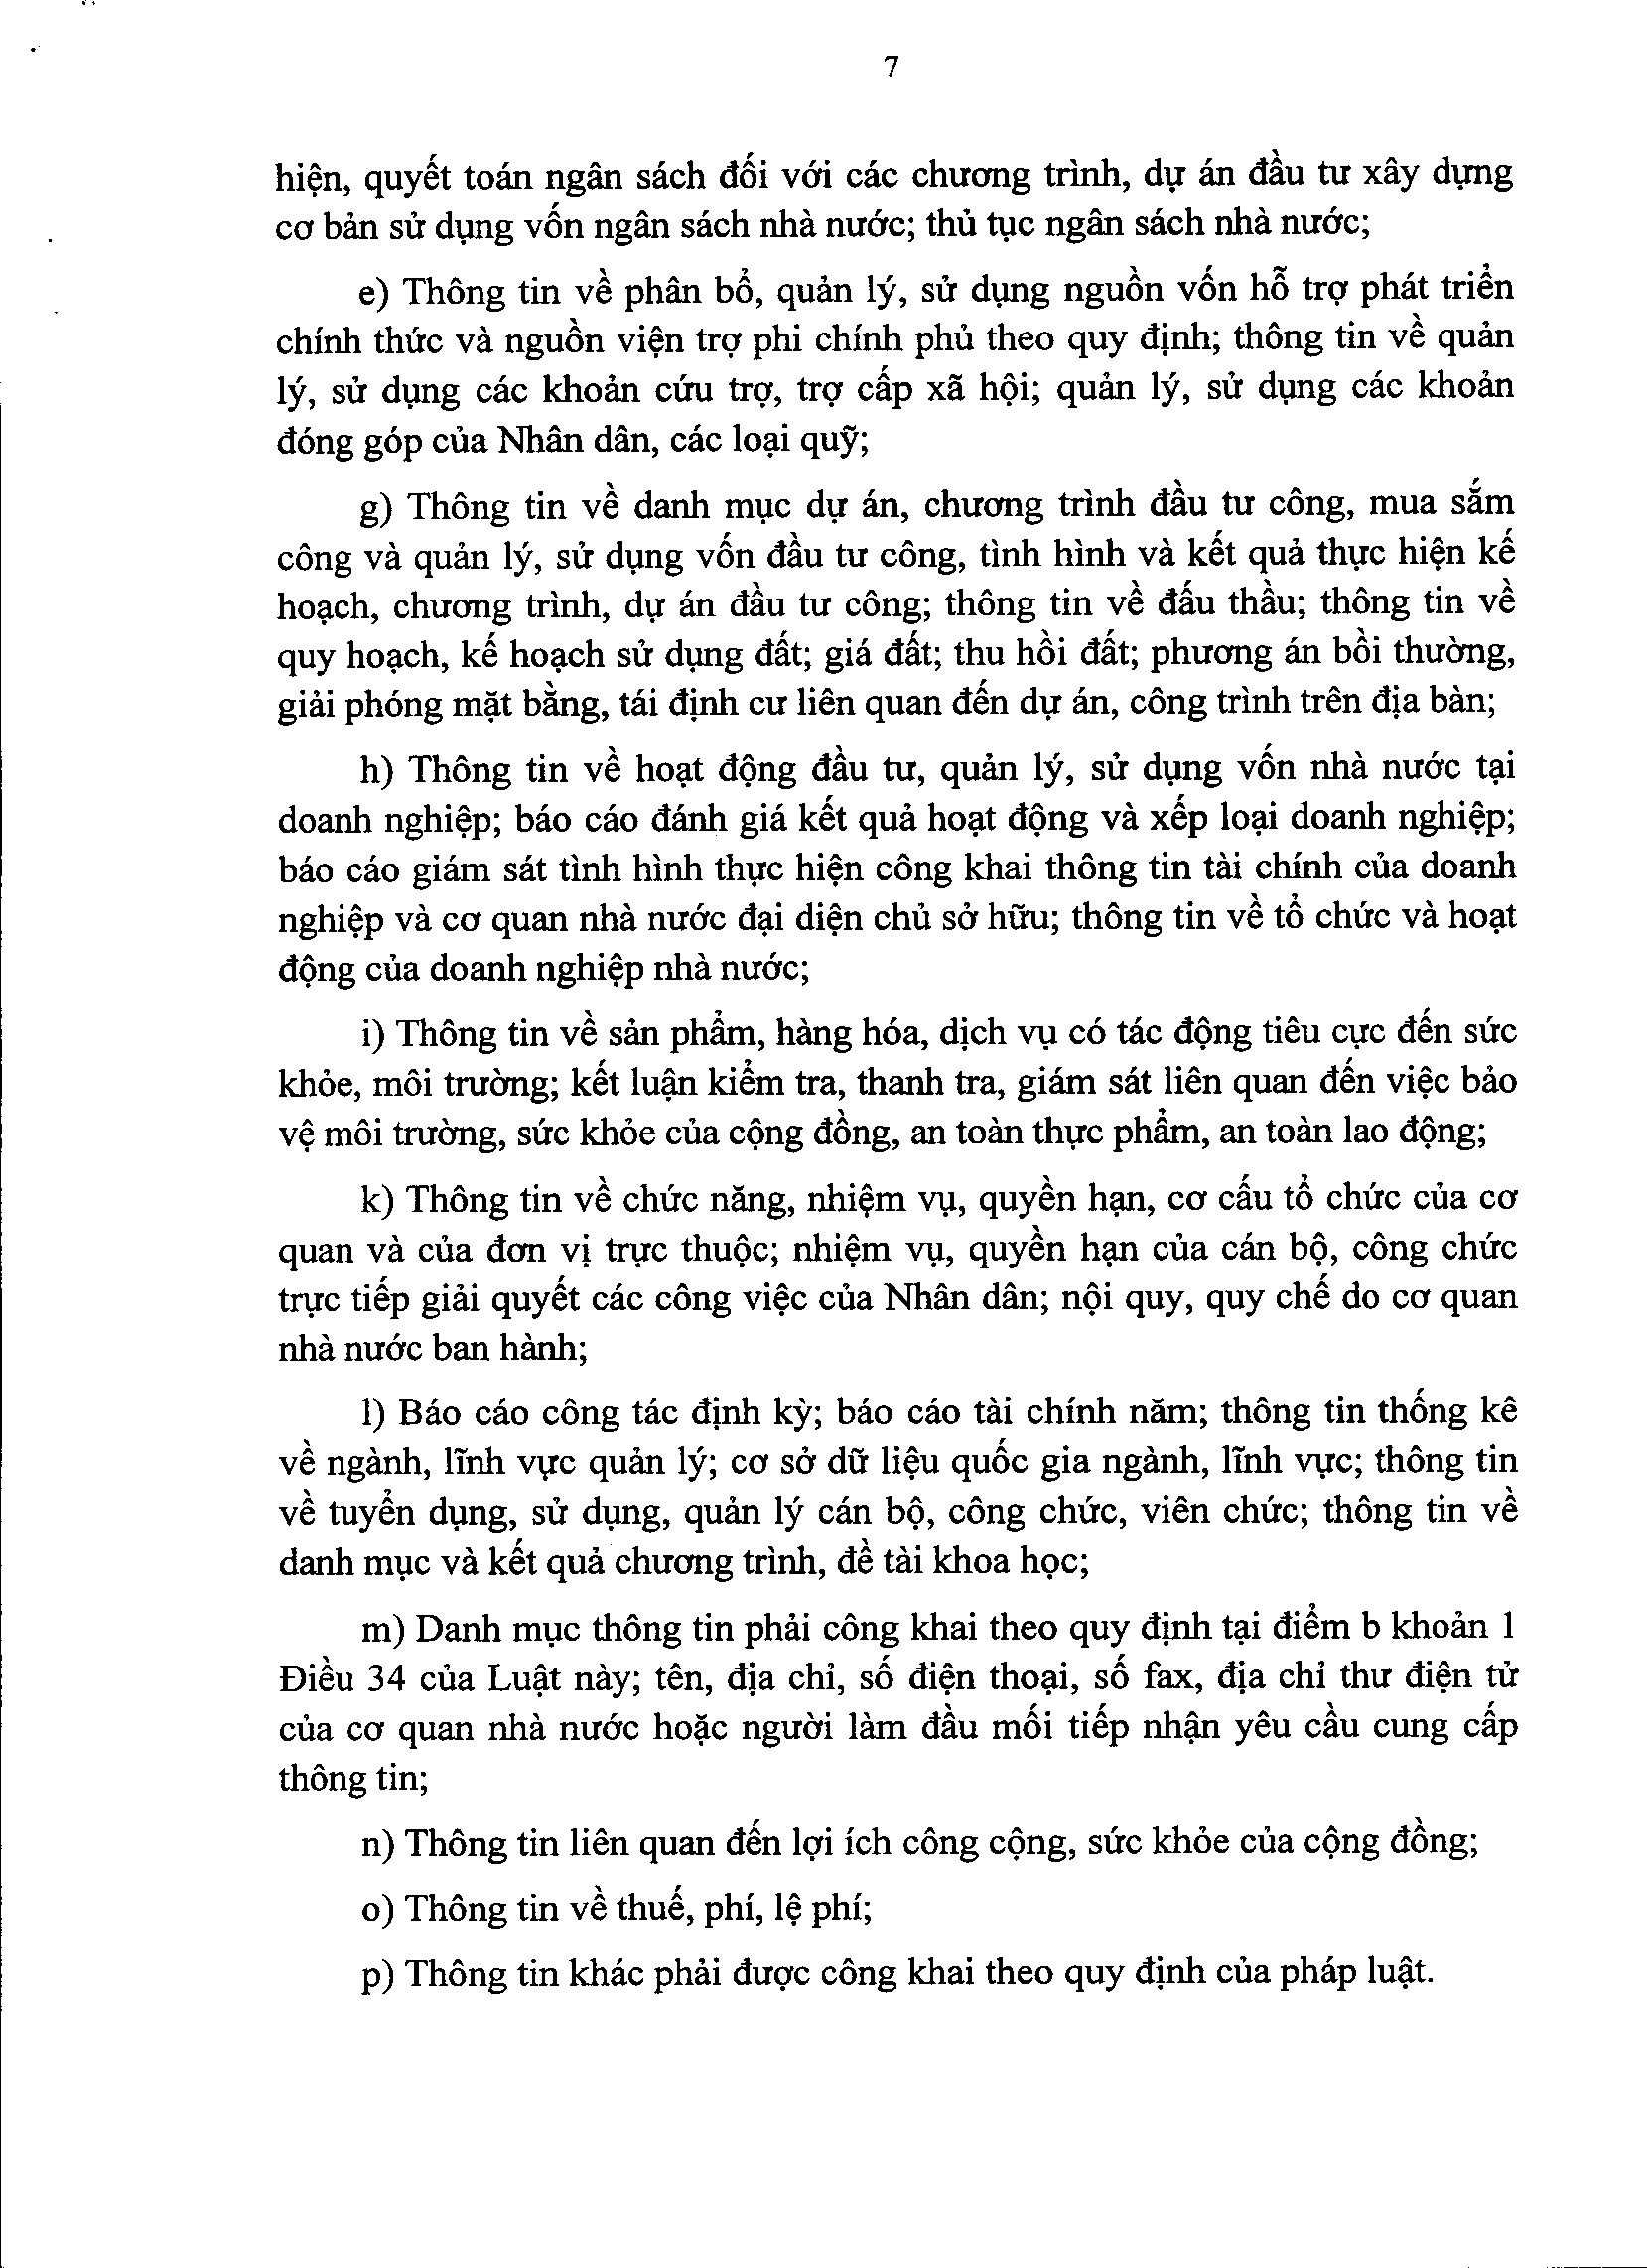 7
hiện, quyết toán ngân sách đối với các chương trình, dự án đầu tư xây dựng
cơ bản sử dụng vốn ngân sách nhà nước; thủ tục ngân sách nhà nước;
e) Thông tin về phân bổ, quản lý, sử dụng nguồn vốn hỗ trợ phát triển
chính thức và nguồn viện trợ phi chính phủ theo quy định; thông tin về quản
lý, sử dụng các khoản cứu trợ, trợ cấp xã hội; quản lý, sử dụng các khoản
đóng góp của Nhân dân, các loại quỹ;
g) Thông tin về danh mục dự án, chương trình đầu tư công, mua sắm
công và quản lý, sử dụng vốn đầu tư công, tình hình và kết quả thực hiện kế
hoạch, chương trình, dự án đầu tư công; thông tin về đấu thầu; thông tin về
quy hoạch, kế hoạch sử dụng đất; giá đất; thu hồi đất; phương án bồi thường,
giải phóng mặt bằng, tái định cư liên quan đến dự án, công trình trên địa bàn;
h) Thông tin về hoạt động đầu tư, quản lý, sử dụng vốn nhà nước tại
doanh nghiệp; báo cáo đánh giá kết quả hoạt động và xếp loại doanh nghiệp;
báo cáo giám sát tình hình thực hiện công khai thông tin tài chính của doanh
nghiệp và cơ quan nhà nước đại diện chủ sở hữu; thông tin về tổ chức và hoạt
động của doanh nghiệp nhà nước;
i) Thông tin về sản phẩm, hàng hóa, dịch vụ có tác động tiêu cực đến sức
khỏe, môi trường; kết luận kiểm tra, thanh tra, giám sát liên quan đến việc bảo
vệ môi trường, sức khỏe của cộng đồng, an toàn thực phẩm, an toàn lao động;
k) Thông tin về chức năng, nhiệm vụ, quyền hạn, cơ cấu tổ chức của cơ
quan và của đơn vị trực thuộc; nhiệm vụ, quyền hạn của cán bộ, công chức
trực tiếp giải quyết các công việc của Nhân dân; nội quy, quy chế do cơ quan
nhà nước ban hành;
l) Báo cáo công tác định kỳ; báo cáo tài chính năm; thông tin thống kê
về ngành, lĩnh vực quản lý; cơ sở dữ liệu quốc gia ngành, lĩnh vực; thông tin
về tuyển dụng, sử dụng, quản lý cán bộ, công chức, viên chức; thông tin về
danh mục và kết quả chương trình, đề tài khoa học;
m) Danh mục thông tin phải công khai theo quy định tại điểm b khoản 1
Điều 34 của Luật này; tên, địa chỉ, số điện thoại, số fax, địa chỉ thư điện tử
của cơ quan nhà nước hoặc người làm đầu mối tiếp nhận yêu cầu cung cấp
thông tin;
n) Thông tin liên quan đến lợi ích công cộng, sức khỏe của cộng đồng;
o) Thông tin về thuế, phí, lệ phí;
p) Thông tin khác phải được công khai theo quy định của pháp luật.